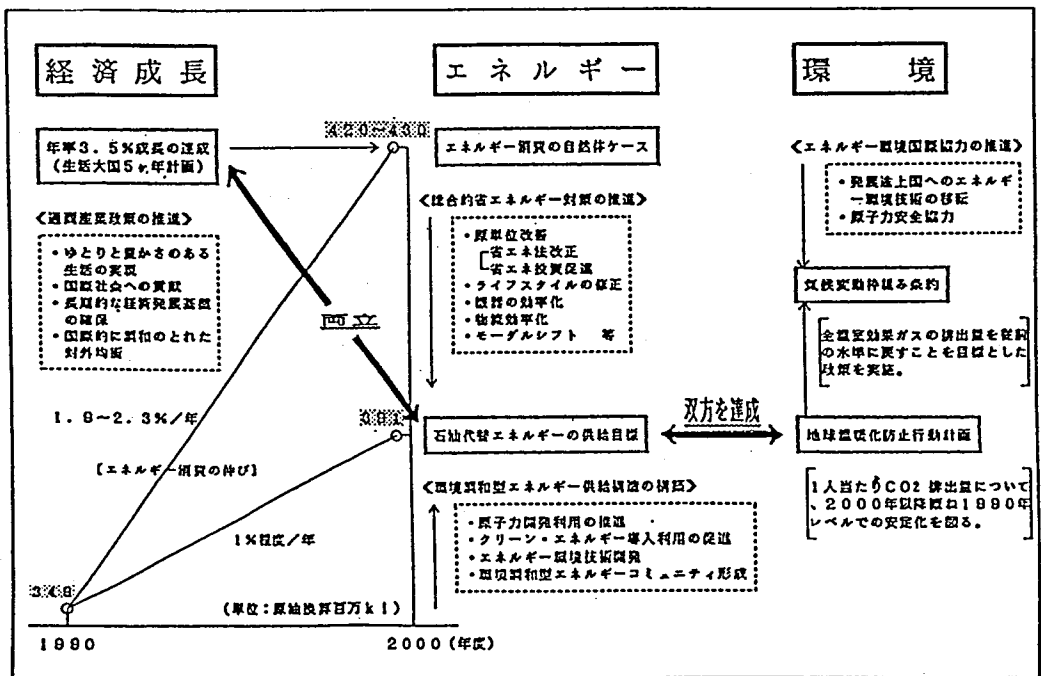 経済成長
エネルギー
環境
年率3.5%成長の達成
(生活大国5ヶ年計画)
420~430
エネルギー消費の自然体ケース
《エネルギー環境国際協力の推進》
・発展途上国へのエネルギ
ー環境技術の移転
・原子力安全協力
《通商産業政策の推進》
・ゆとりと豊かさのある
生活の実現
・国際社会への貢献
・長期的な経済発展基盤
の確保
・国際的に調和のとれた
対外均衡
《総合的省エネルギー対策の推進》
・原単位改善
省エネ法改正
省エネ投資促進
・ライフスタイルの修正
・機器の効率化
・物流効率化
・モーダルシフト 等
両立
気候変動枠組み条約
全温室効果ガスの排出量を従前
の水準に戻すことを目標とした
政策を実施。
391
1.8~2.3%/年
石油代替エネルギーの供給目標
双方を達成
地球温暖化防止行動計画
【エネルギー消費の伸び】
《環境調和型エネルギー供給構造の構築》
1人当たりCO2排出量について
、2000年以降概ね1990年
レベルでの安定化を図る。
1%程度/年
・原子力開発利用の推進
・クリーン・エネルギー導入利用の促進
・エネルギー環境技術開発
・環境調和型エネルギーコミュニティ形成
349
(単位:原油換算百万kl)
1990
2000(年度)